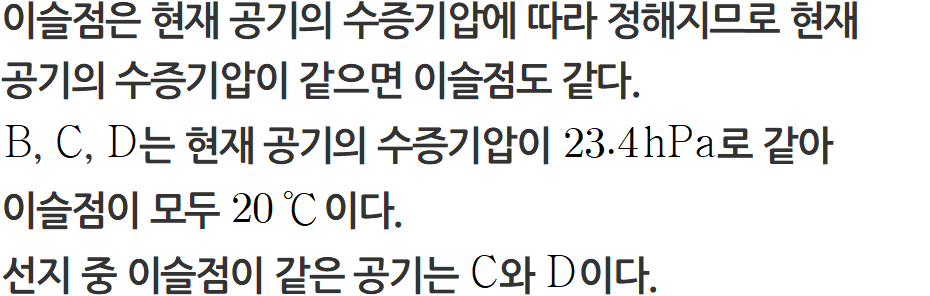 이슬점은 현재 공기의 수증기압에 따라 정해지므로 현재
공기의 수증기압이 같으면 이슬점도 같다.
B, C, D는 현재 공기의 수증기압이 23.4hPa로 같아
이슬점이 모두 20℃이다.
선지 중 이슬점이 같은 공기는 C와 D이다.